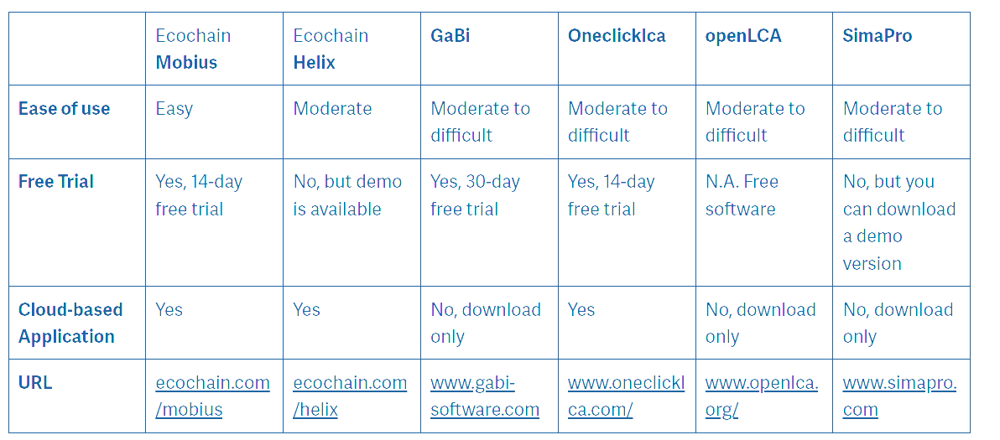 Ecochain Mobius
Ecochain Helix
GaBi
Oneclicklca
openLCA
SimaPro
Ease of use
Easy
Moderate
Moderate to
difficult
Moderate to
difficult
Moderate to
difficult
Moderate to
difficult
Free Trial
Yes, 14-day
free trial
No, but demo
is available
Yes, 30-day
free trial
Yes, 14-day
free trial
N.A. Free
software
No, but you
can download
a demo
version
Cloud-based
Application
Yes
Yes
No, download
only
Yes
No, download
only
No, download
only
URL
ecochain.com
/mobius
ecochain.com
/helix
www.gabi-
software.com
www.oneclickl
ca.com/
www.openlca.
org/
www.simapro.
com